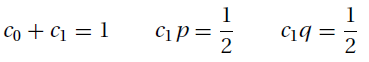 c₀ + c₁ = 1    c₁p = 1/2    c₁q = 1/2